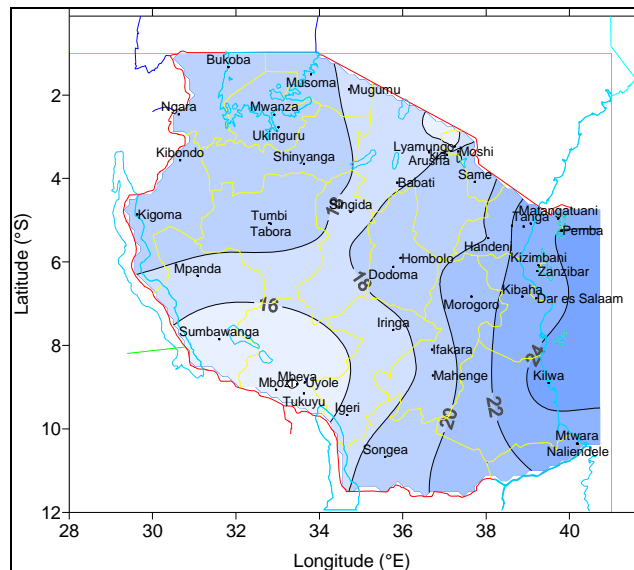 Bukoba
Musoma
Mugumu
2
Ngara
Mwanza
Ukinguru
Lyamungo
Moshi
Kibondo
Shinyanga
Arusha
Same
4
Babati
18
Singida
Kigoma
Tumbi
Tabora
Matangatuani
Tanga
Pemba
Handeni
6
Mpanda
Hombolo
Dodoma
Kizimbani
Zanzibar
18
Kibaha
Dar es Salaam
Morogoro
16
Sumbawanga
Iringa
8
Ifakara
24
Mbeya
Mbozi
Uyole
Mahenge
Kilwa
Tukuyu
Igeri
20
22
10
Songea
Mtwara
Naliendele
12
28
30
32
34
36
38
40
Latitude (°S)
Longitude (°E)